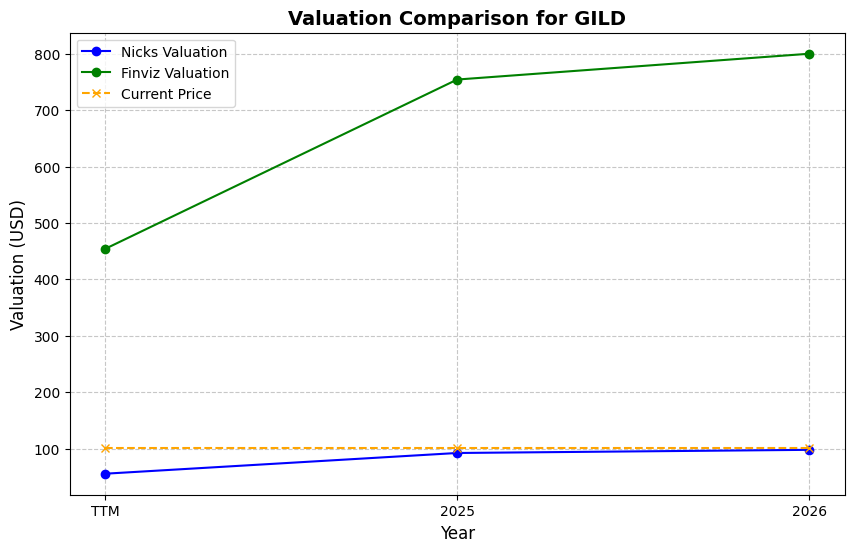 Valuation Comparison for GILD
Nicks Valuation
Finviz Valuation
Current Price
Valuation (USD)
800
700
600
500
400
300
200
100
TTM
2025
2026
Year